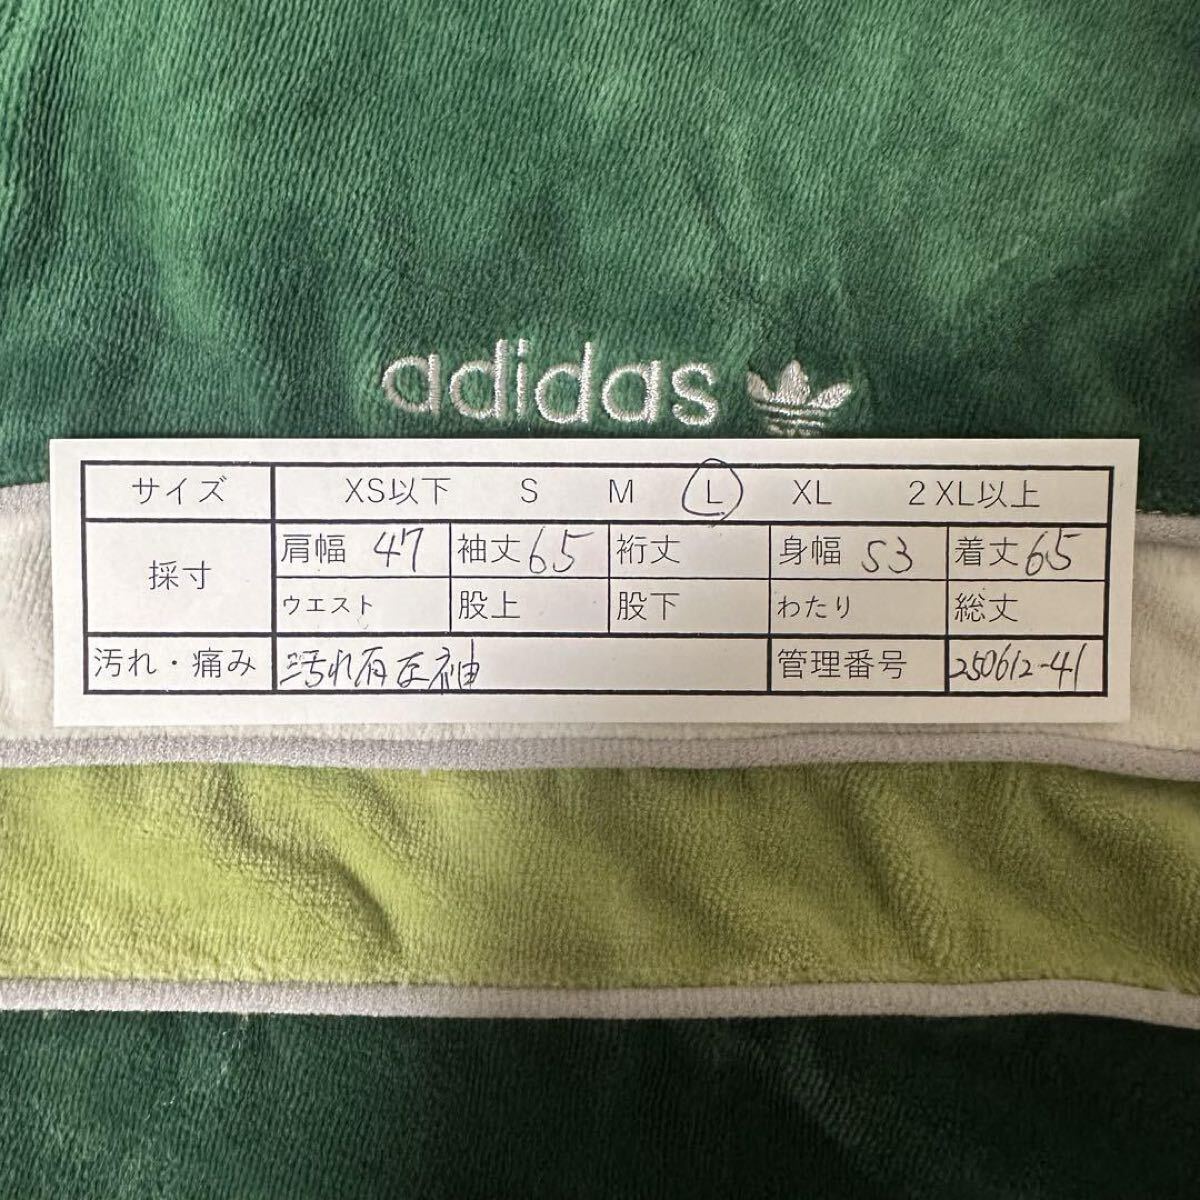 adidas
サイズ XS以下 S M L XL 2XL以上
採寸 肩幅 47 袖丈 65 裄丈 身幅 53 着丈 65
ウエスト 股上 股下 わたり 総丈
汚れ・痛み 汚れ有左袖 管理番号 250612-41